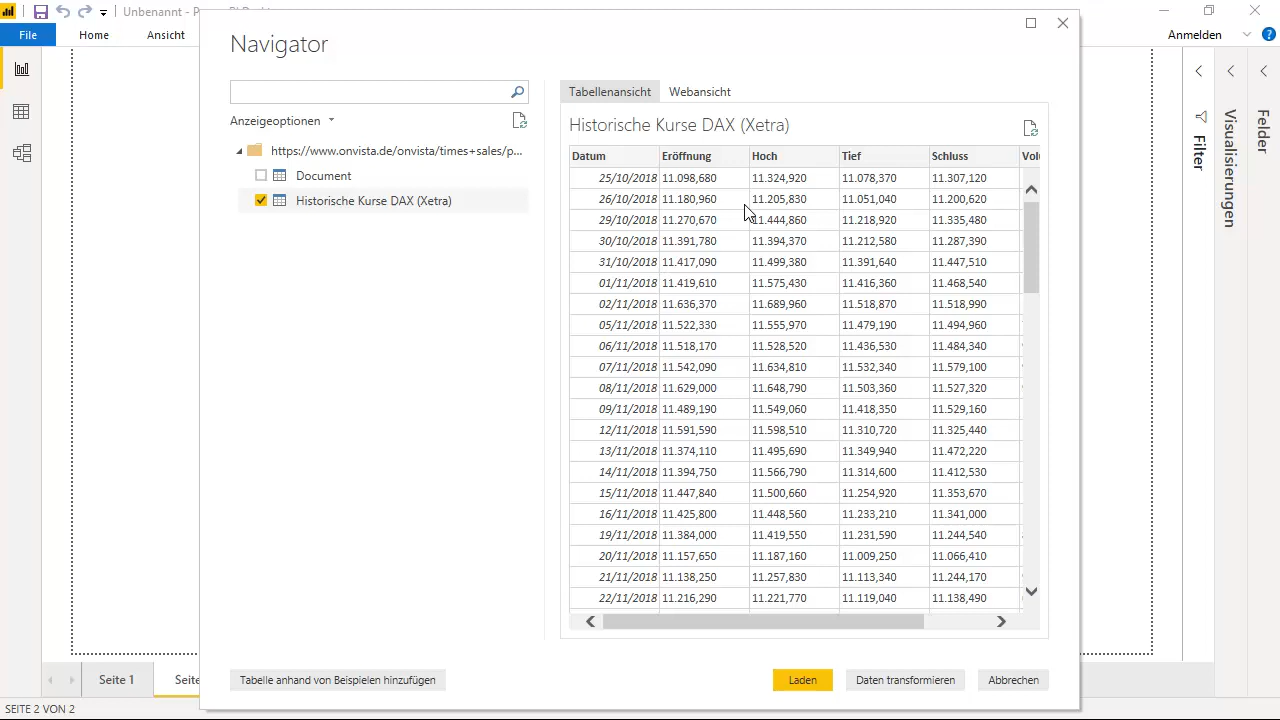 Unbenannt - P
File
Home
Ansicht
Anmelden
?
Navigator
Anzeigeoptionen
https://www.onvista.de/onvista/times+sales/p...
Document
Historische Kurse DAX (Xetra)
Tabellenansicht
Webansicht
Historische Kurse DAX (Xetra)
Datum Eröffnung Hoch Tief Schluss
25/10/2018 11.098,680 11.324,920 11.078,370 11.307,120
26/10/2018 11.180,960 11.205,830 11.051,040 11.200,620
29/10/2018 11.270,670 11.444,860 11.218,920 11.335,480
30/10/2018 11.391,780 11.394,370 11.212,580 11.287,390
31/10/2018 11.417,090 11.499,380 11.391,640 11.447,510
01/11/2018 11.419,610 11.575,430 11.416,360 11.468,540
02/11/2018 11.636,370 11.689,960 11.518,870 11.518,990
05/11/2018 11.522,330 11.555,970 11.479,190 11.494,960
06/11/2018 11.518,170 11.528,520 11.436,530 11.484,340
07/11/2018 11.542,090 11.634,810 11.532,340 11.579,100
08/11/2018 11.629,000 11.648,790 11.503,360 11.527,320
09/11/2018 11.489,190 11.549,060 11.418,350 11.529,160
12/11/2018 11.591,590 11.598,510 11.310,720 11.325,440
13/11/2018 11.374,110 11.495,690 11.349,940 11.472,220
14/11/2018 11.394,750 11.566,790 11.314,600 11.412,530
15/11/2018 11.447,840 11.500,660 11.254,920 11.353,670
16/11/2018 11.425,800 11.448,560 11.233,210 11.341,000
19/11/2018 11.384,000 11.419,550 11.231,590 11.244,540
20/11/2018 11.157,650 11.187,160 11.009,250 11.066,410
21/11/2018 11.138,250 11.257,830 11.113,340 11.244,170
22/11/2018 11.216,290 11.221,770 11.119,040 11.138,490
Filter
Visualisierungen
Felder
Tabelle anhand von Beispielen hinzufügen
Laden
Daten transformieren
Abbrechen
Seite 1
Seite
SEITE 2 VON 2